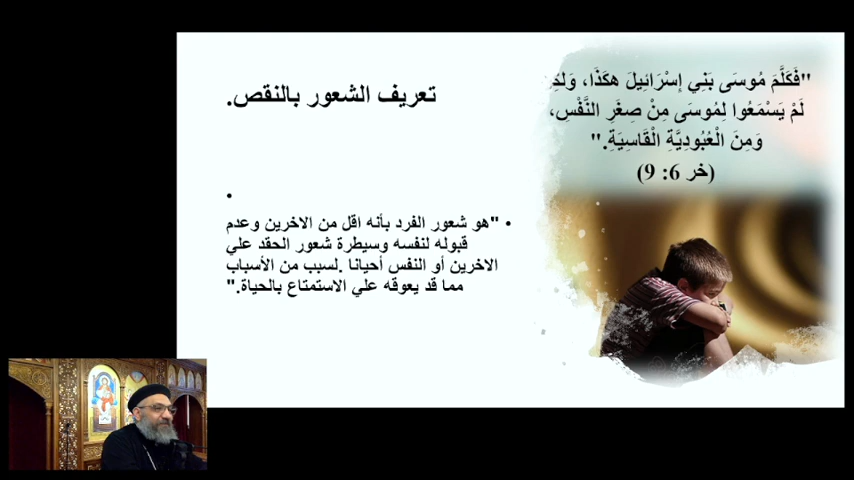 "فَكَلَّمَ مُوسَى بَنِي إِسْرَائِيلَ هكَذَا،
لَمْ يَسْمَعُوا لِمُوسَى مِنْ صِغَرِ النَّفْسِ،
وَمِنَ الْعُبُودِيَّةِ الْقَاسِيَةِ."
(خر 6: 9)
تعريف الشعور بالنقص.
• "هو شعور الفرد بأنه اقل من الاخرين وعدم
قبوله لنفسه وسيطرة شعور الحقد علي
الاخرين أو النفس أحيانا .لسبب من الأسباب
مما قد يعوقه علي الاستمتاع بالحياة."